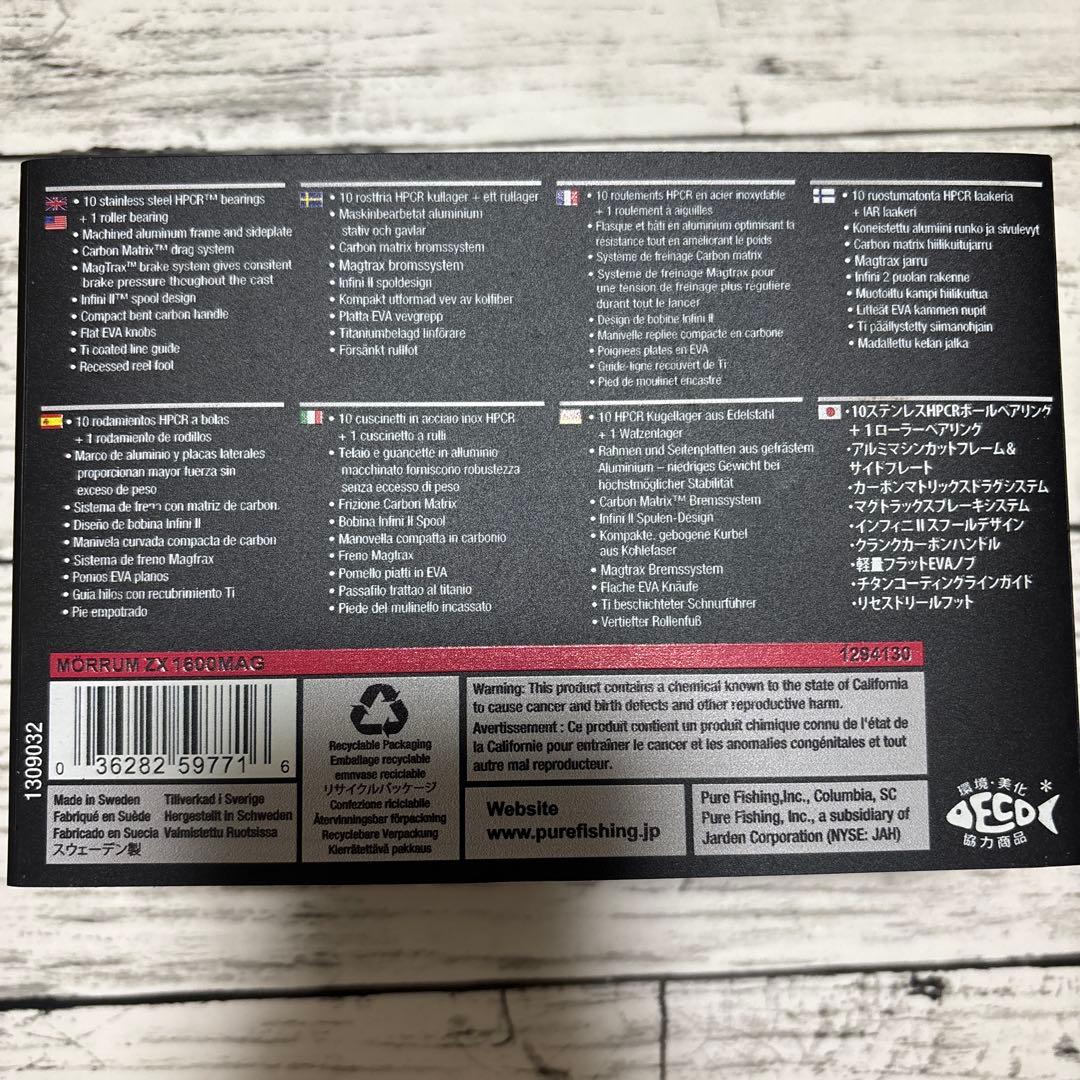 • 10 stainless steel HPCR™ bearings
+ 1 roller bearing
• Machined aluminum frame and sideplate
• Carbon Matrix™ drag system
• MagTrax™ brake system gives consitent
brake pressure thcughout the cast
• Infini II™ spool design
• Compact bent carbon handle
• Flat EVA knobs
• Ti coated line guide
• Recessed reel foot
• 10 rostfria HPCR kullager + ett rullager
• Maskinbearbetat aluminium
stativ och gavlar
• Carbon matrix bromssystem
• Magtrax bromssystem
• Infini II spoldesign
• Kompakt utformad vev av kolfiber
• Platta EVA vevgrepp
• Titaniumbelagd linförare
• Försänkt rullfot
• 10 roulements HPCR en acier inoxydable
+ 1 roulement à aiguilles
• Flasque et bâti en aluminium optimisant la
résistance tout en améliorant le poids
• Système de freinage Carbon matrix
• Système de freinage Magtrax pour
une tension de freinage plus régulière
durant tout le lancer
• Design de bobine Infini II
• Manivelle repliée compacte en carbone
• Poignees plates en EVA
• Guide-ligne recouvert de Ti
• Pied de moulinet encastré
• 10 ruostumatonta HPCR laakeria
+ IAR laakeri
• Koneistettu alumiini runko ja sivulevyt
• Carbon matrix hiilikuitujarru
• Magtrax jarru
• Infini 2 puolan rakenne
• Muotoiltu kampi hiilikuitua
• Litteät EVA kammen nupit
• Ti päällystetty siimanohjain
• Madallettu kelan jalka
• 10 rodamientos HPCR a bolas
+ 1 rodamiento de rodillos
• Marco de aluminio y placas laterales
proporcionan mayor fuerza sin
exceso de peso
• Sistema de freno con matriz de carbon.
• Diseño de bobina Infini II
• Manivela curvada compacta de carbón
• Sistema de freno Magtrax
• Pomos EVA planos
• Guia hilos con recubrimiento Ti
• Pie empotrado
• 10 cuscinetti in acciaio inox HPCR
+ 1 cuscinetto a rulli
• Telaio e guancette in alluminio
macchinato forniscono robustezza
senza eccesso di peso
• Frizione Carbon Matrix
• Bobina Infini II Spool
• Manovella compatta in carbonio
• Freno Magtrax
• Pomello piatti in EVA
• Passafilo trattao al titanio
• Piede del mulinello incassato
• 10 HPCR Kugellager aus Edelstahl
+ 1 Walzenlager
• Rahmen und Seitenplatten aus gefrästem
Aluminium – niedriges Gewicht bei
höchstmöglicher Stabilität
• Carbon Matrix™ Bremssystem
• Infini II Spulen-Design
• Kompakte, gebogene Kurbel
aus Kohlefaser
• Magtrax Bremssystem
• Flache EVA Knäufe
• Ti beschichteter Schnurführer
• Vertiefter Rollenfuß
・10ステンレスHPCRボールベアリング
+ 1 ローラーベアリング
・アルミマシンカットフレーム&
サイドプレート
・カーボンマトリックスドラグシステム
・マグトラックスブレーキシステム
・インフィニⅡスプールデザイン
・クランクカーボンハンドル
・軽量フラットEVAノブ
・チタンコーティングラインガイド
・リセスドリールフット
MÖRRUM ZX 1600MAG 1294130
1309032
0 36282 59771 6
Made in Sweden Tillverkad i Sverige
Fabriqué en Suède Hergestellt in Schweden
Fabricado en Suecia Valmistettu Ruotsissa
スウェーデン製
Recyclable Packaging
Emballage recyclable
emnvase reciclable
リサイクルパッケージ
Confezione riciclabile
Återvinningsbar förpackning
Recyclebare Verpackung
Kierrätettävä pakkaus
Warning: This product contains a chemical known to the state of California
to cause cancer and birth defects and other reproductive harm.
Avertissement : Ce produit contient un produit chimique connu de l'état de
la Californie pour entraîner le cancer et les anomalies congénitales et tout
autre mal reproducteur.
Website
www.purefishing.jp
Pure Fishing,Inc., Columbia, SC
Pure Fishing, Inc., a subsidiary of
Jarden Corporation (NYSE: JAH)
環境・美化
ECO
協力商品